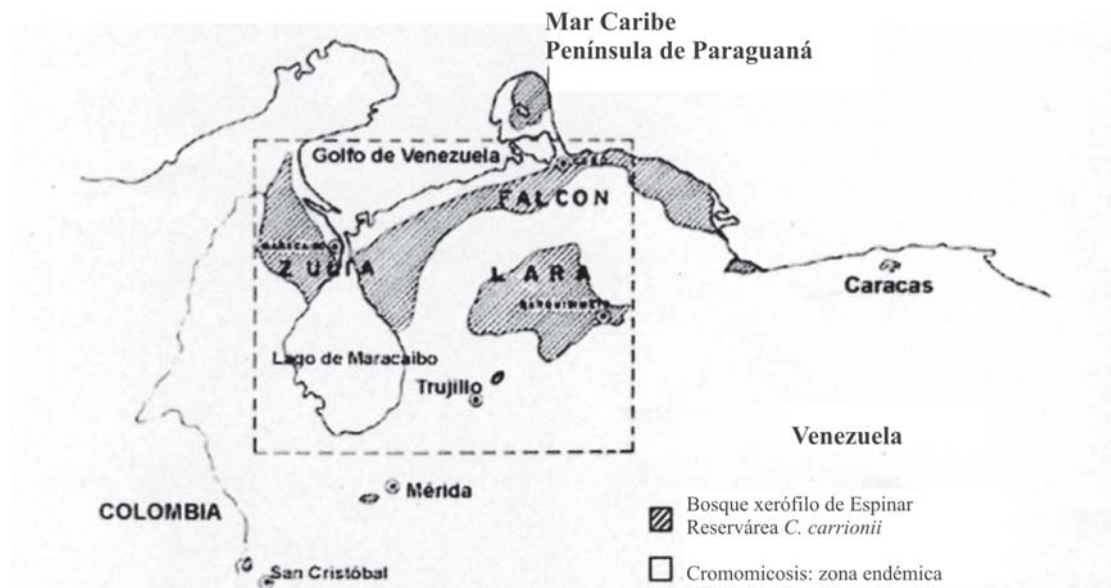 Mar Caribe
Península de Paraguaná
Golfo de Venezuela
FALCON
ZULIA
LARA
Caracas
Lago de Maracaibo
Trujillo
Venezuela
Mérida
COLOMBIA
San Cristóbal
Bosque xerófilo de Espinar
Reservárea C. carrionii
Cromomicosis: zona endémica